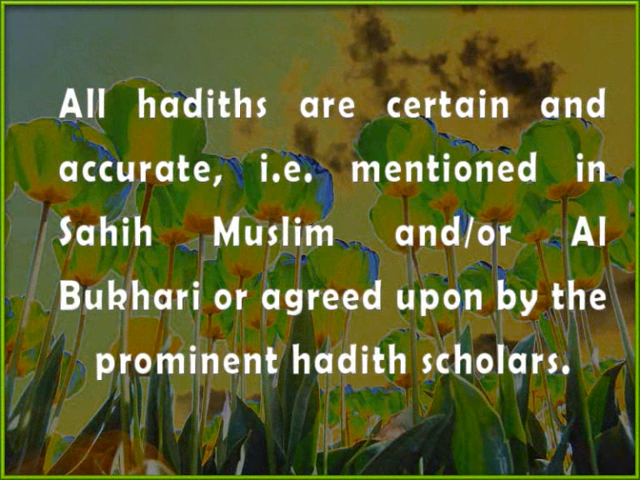 All hadiths are certain and
accurate, i.e. mentioned in
Sahih Muslim and/or Al
Bukhari or agreed upon by the
prominent hadith scholars.